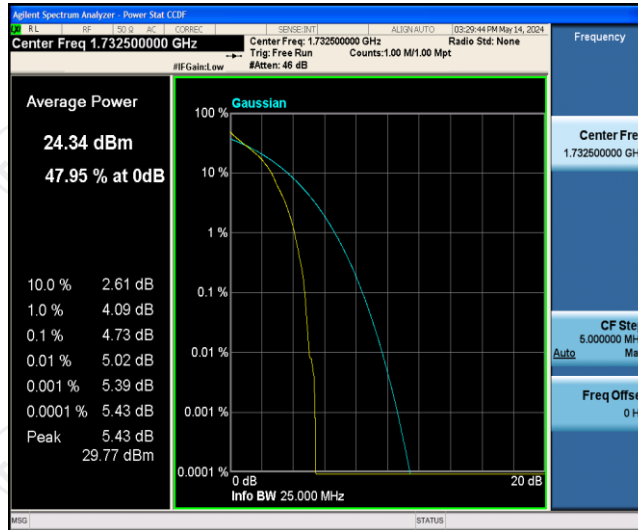 Agilent Spectrum Analyzer - Power Stat CCDF
RL RF 50 Ω AC CORREC SENSE:INT ALIGNAUTO 03:29:44 PM May 14, 2024
Center Freq 1.732500000 GHz
Center Freq: 1.732500000 GHz Radio Std: None
Trig: Free Run Counts:1.00 M/1.00 Mpt
#IFGain:Low #Atten: 46 dB
Frequency
Average Power
24.34 dBm
47.95 % at 0dB
10.0 % 2.61 dB
1.0 % 4.09 dB
0.1 % 4.73 dB
0.01 % 5.02 dB
0.001 % 5.39 dB
0.0001 % 5.43 dB
Peak 5.43 dB
29.77 dBm
Gaussian
100 %
10 %
1 %
0.1 %
0.01 %
0.001 %
0.0001 %
0 dB 20 dB
Info BW 25.000 MHz
Center Fre
1.732500000 GH
CF Ste
5.000000 MH
Auto Ma
Freq Offse
0 H
MSG STATUS